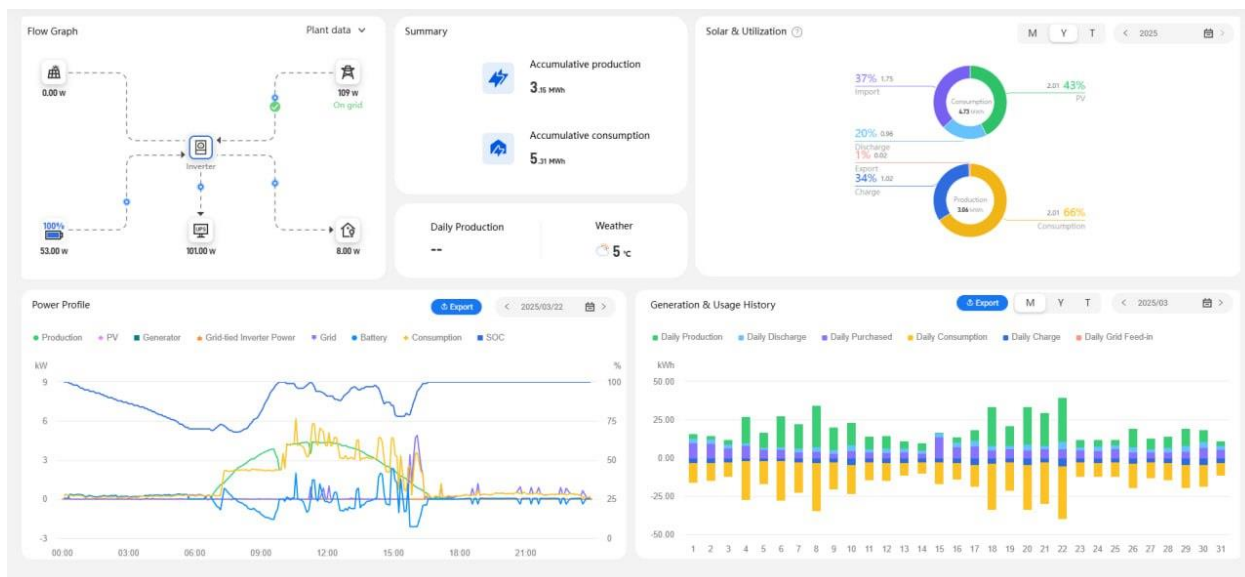 Flow Graph
Plant data
0.00 w
109 w
On grid
Inverter
100%
53.00 w
UPS
101.00 w
8.00 w
Summary
Accumulative production
3.15 MWh
Accumulative consumption
5.31 MWh
Daily Production
--
Weather
5 ℃
Solar & Utilization
M Y T
2025
37% 1.75
Import
2.01 43%
PV
Consumption
4.73 MWh
20% 0.96
Discharge
1% 0.02
Export
34% 1.02
Charge
Production
3.06 MWh
2.01 66%
Consumption
Power Profile
Export
2025/03/22
Production PV Generator Grid-tied Inverter Power Grid Battery Consumption SOC
kW %
9 100
6 75
3 50
0 25
-3 0
00:00 03:00 06:00 09:00 12:00 15:00 18:00 21:00
Generation & Usage History
Export
M Y T
2025/03
Daily Production Daily Discharge Daily Purchased Daily Consumption Daily Charge Daily Grid Feed-in
kWh
50.00
25.00
0.00
-25.00
-50.00
1 2 3 4 5 6 7 8 9 10 11 12 13 14 15 16 17 18 19 20 21 22 23 24 25 26 27 28 29 30 31